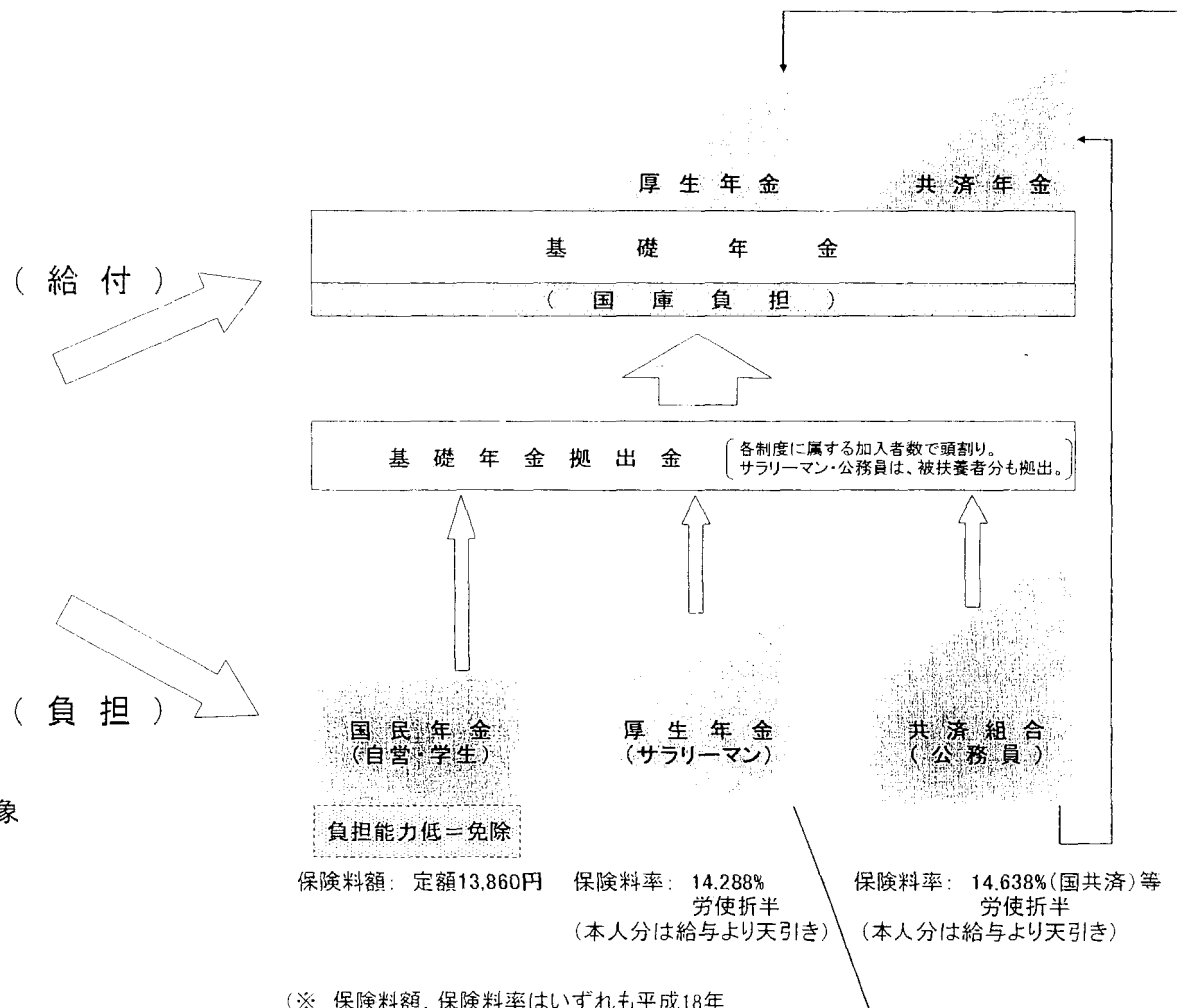 厚生年金
共済年金
基礎年金
(国庫負担)
(給付)
基礎年金拠出金
各制度に属する加入者数で頭割り。
サラリーマン・公務員は、被扶養者分も拠出。
(負担)
国民年金
(自営・学生)
厚生年金
(サラリーマン)
共済組合
(公務員)
象
負担能力低=免除
保険料額: 定額13,860円
保険料率: 14.288%
労使折半
(本人分は給与より天引き)
保険料率: 14.638%(国共済)等
労使折半
(本人分は給与より天引き)
(※ 保険料額、保険料率はいずれも平成18年